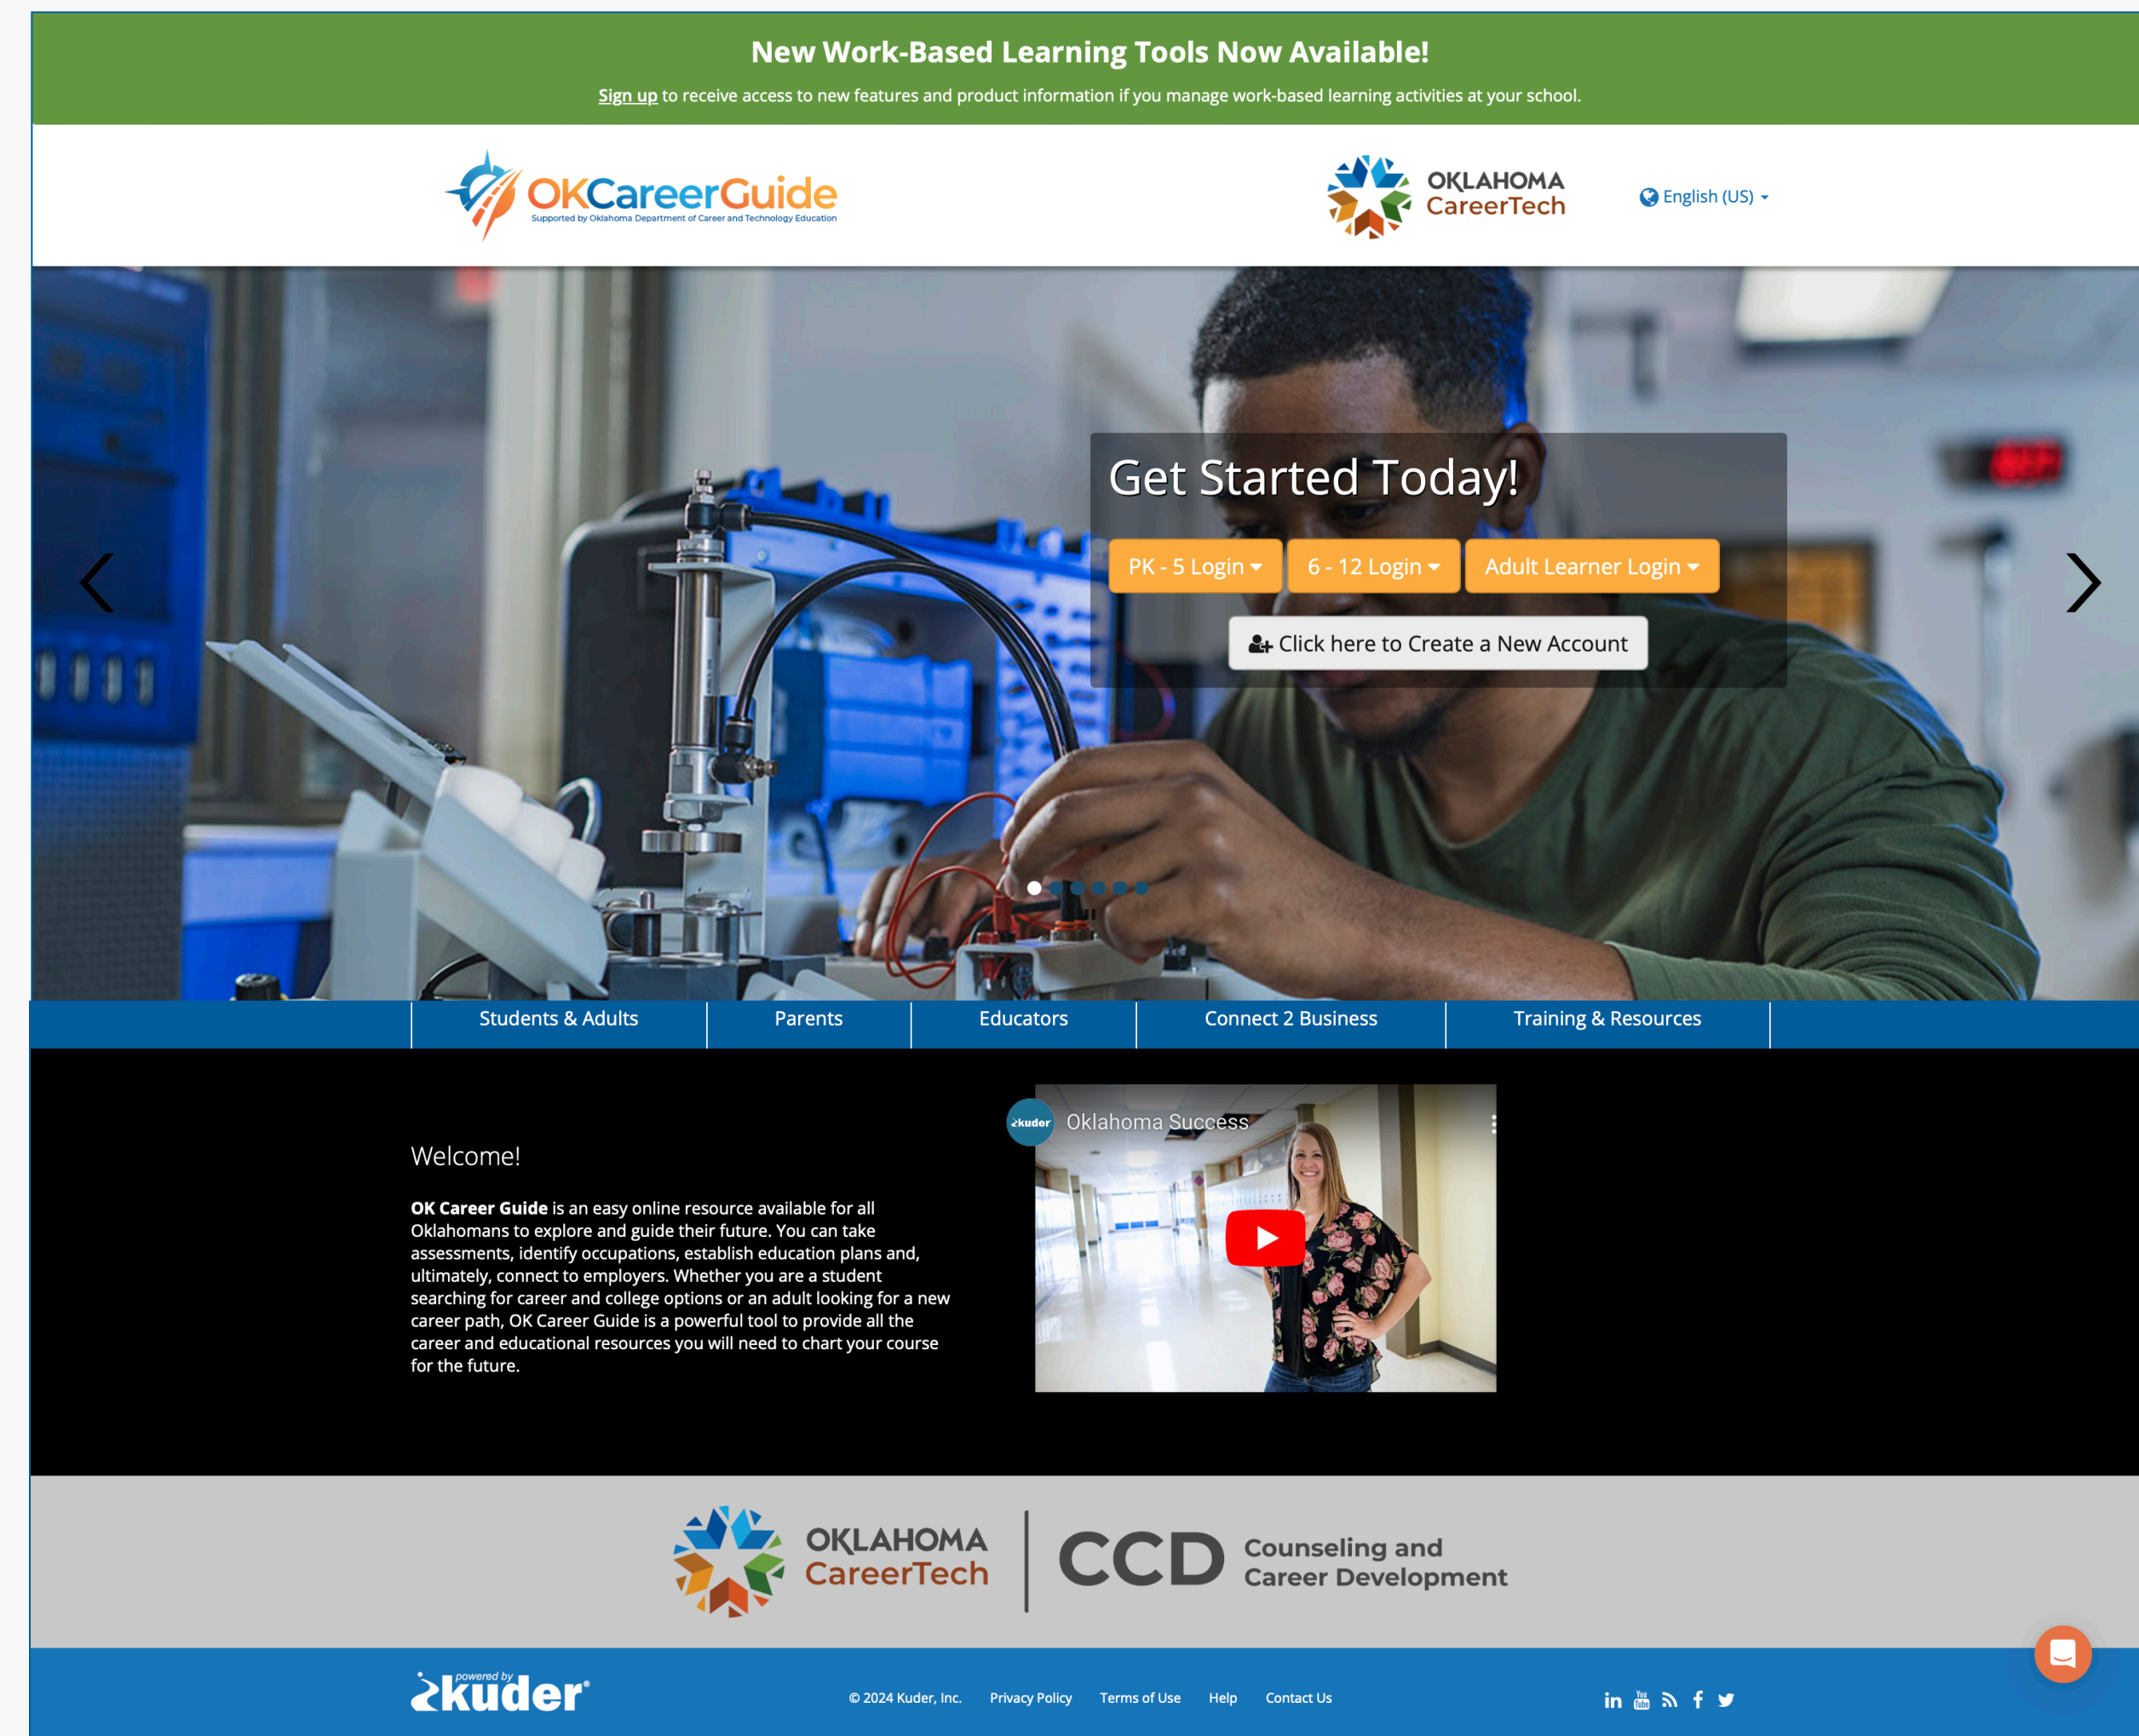 New Work-Based Learning Tools Now Available!
Sign up to receive access to new features and product information if you manage work-based learning activities at your school.
OKCareerGuide
Supported by Oklahoma Department of Career and Technology Education
OKLAHOMA
CareerTech
English (US)
Get Started Today!
PK - 5 Login
6 - 12 Login
Adult Learner Login
Click here to Create a New Account
Students & Adults
Parents
Educators
Connect 2 Business
Training & Resources
kuder
Oklahoma Success
Welcome!
OK Career Guide is an easy online resource available for all
Oklahomans to explore and guide their future. You can take
assessments, identify occupations, establish education plans and,
ultimately, connect to employers. Whether you are a student
searching for career and college options or an adult looking for a new
career path, OK Career Guide is a powerful tool to provide all the
career and educational resources you will need to chart your course
for the future.
OKLAHOMA
CareerTech
CCD
Counseling and
Career Development
powered by
kuder®
© 2024 Kuder, Inc.
Privacy Policy
Terms of Use
Help
Contact Us
in
You
Tube
f